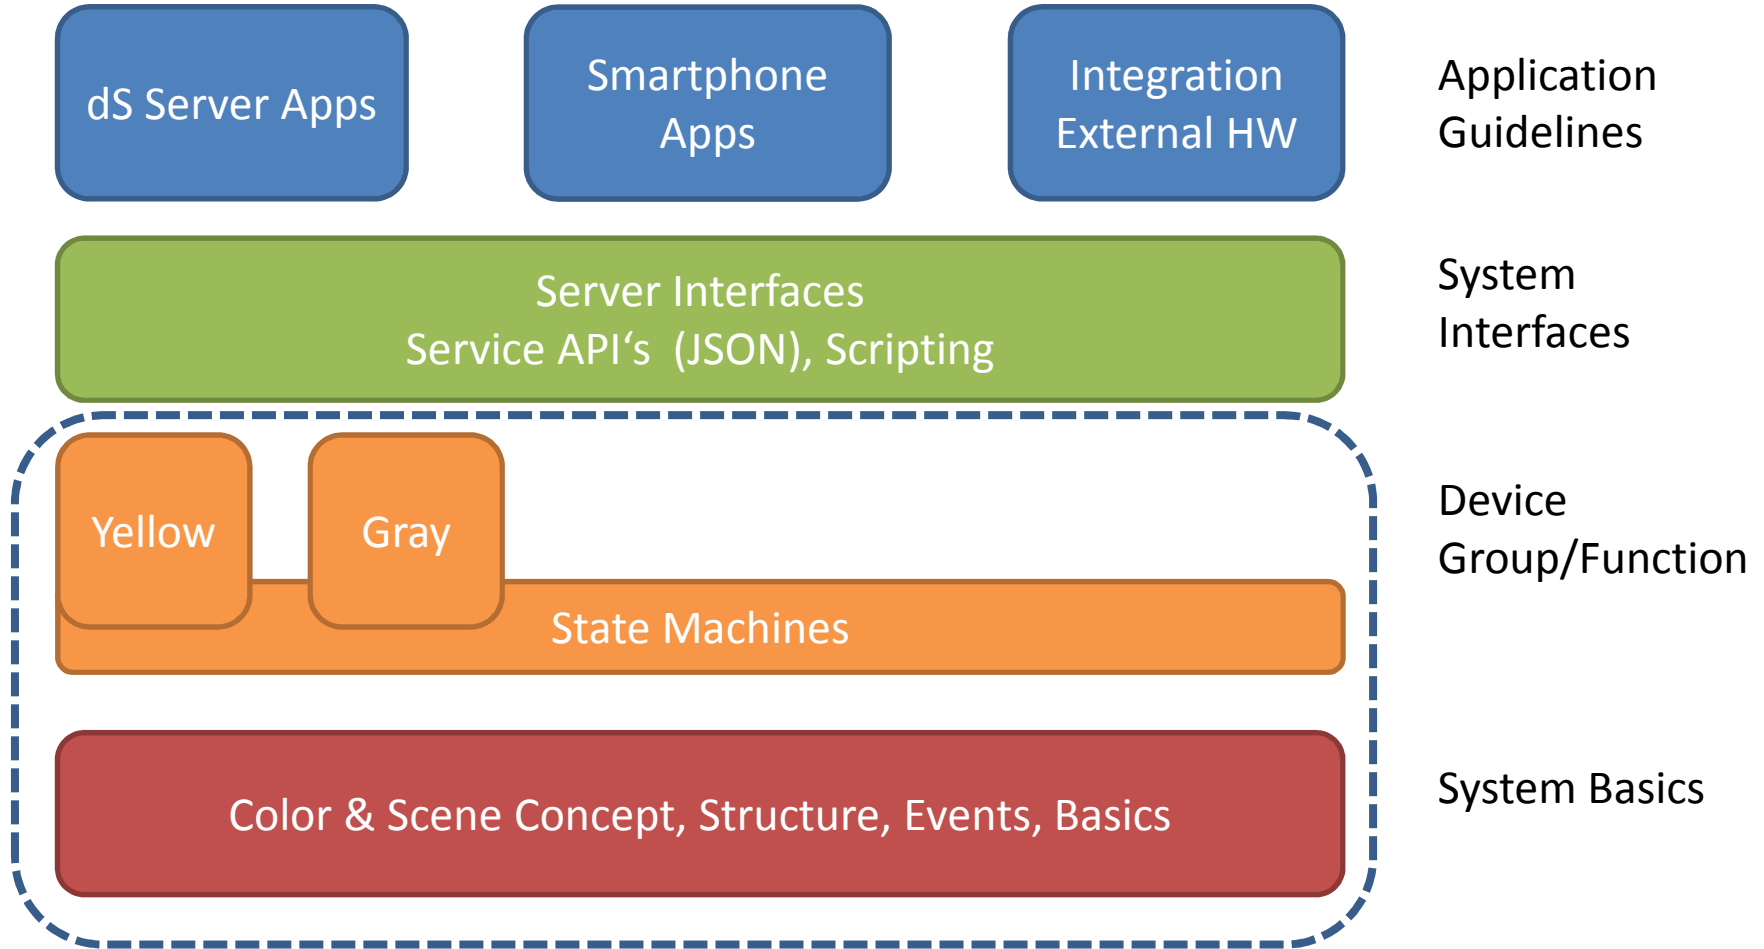 dS Server Apps
Smartphone
Apps
Integration
External HW
Application
Guidelines
Server Interfaces
Service API‘s  (JSON), Scripting
System
Interfaces
Yellow
Gray
State Machines
Device
Group/Function
Color & Scene Concept, Structure, Events, Basics
System Basics